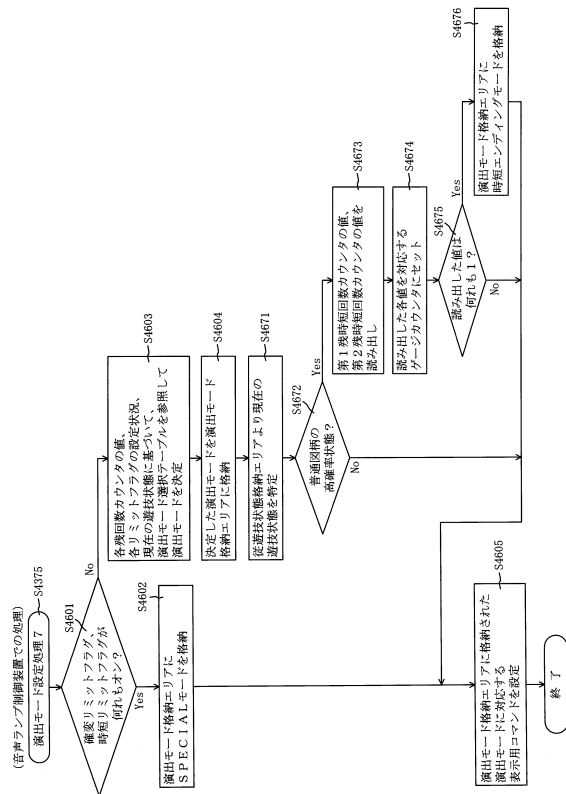 (音声ランプ制御装置での処理)
演出モード設定処理7
S4375
S4601
確変リミットフラグ、
時短リミットフラグが
何れもオン?
No
Yes
S4602
演出モード格納エリアに
SPECIALモードを格納
S4603
各残回数カウンタの値、
各リミットフラグの設定状況、
現在の遊技状態に基づいて、
演出モード選択テーブルを参照して
演出モードを決定
S4604
決定した演出モードを演出モード
格納エリアに格納
S4671
従遊技状態格納エリアより現在の
遊技状態を特定
S4672
普通図柄の
高確率状態?
Yes
No
S4673
第1残時短回数カウンタの値、
第2残時短回数カウンタの値を
読み出し
S4674
読み出した各値を対応する
ゲージカウンタにセット
S4675
読み出した値は
何れも1?
Yes
No
S4676
演出モード格納エリアに
時短エンディングモードを格納
S4605
演出モード格納エリアに格納された
演出モードに対応する
表示用コマンドを設定
終了